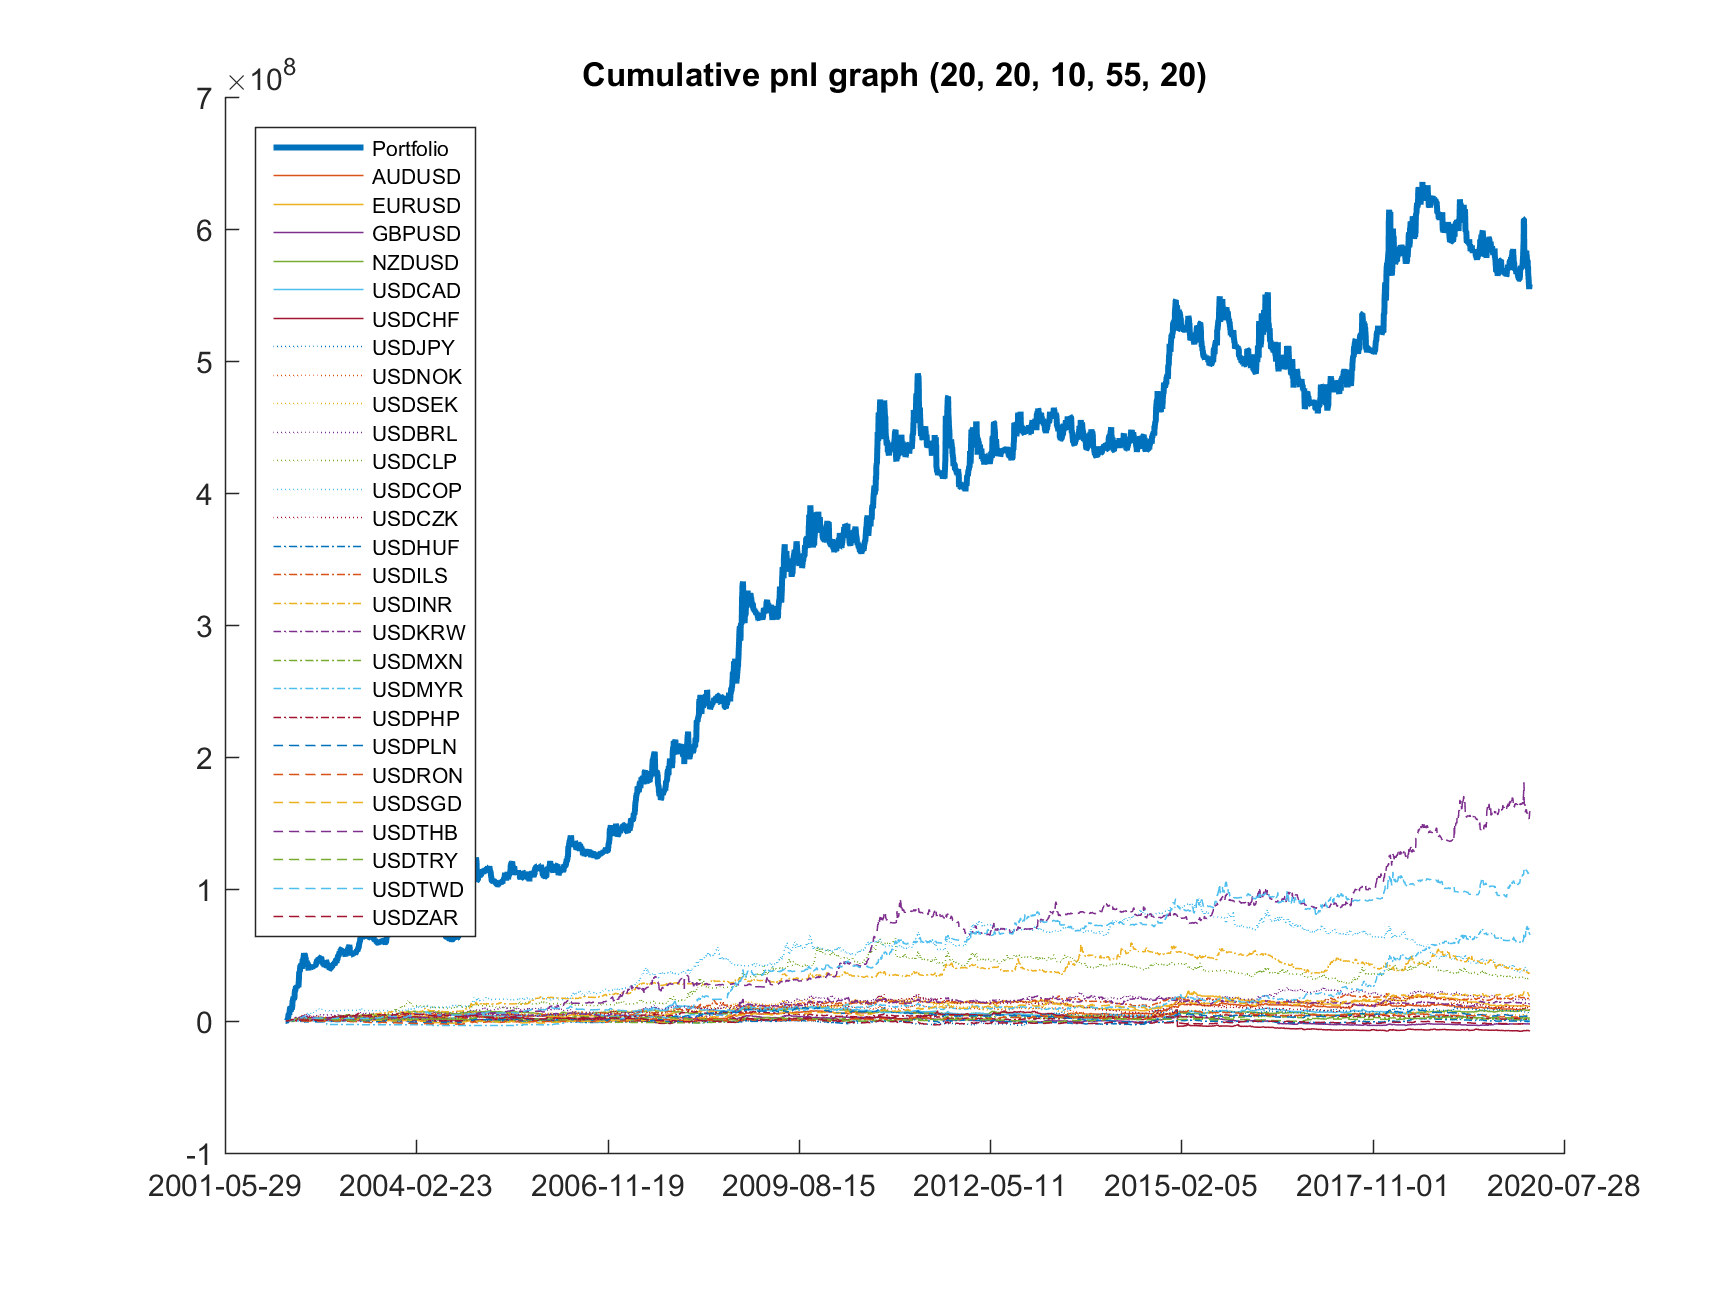 ×10^8
Cumulative pnl graph (20, 20, 10, 55, 20)
7
6
5
4
3
2
1
0
-1
Portfolio
AUDUSD
EURUSD
GBPUSD
NZDUSD
USDCAD
USDCHF
USDJPY
USDNOK
USDSEK
USDBRL
USDCLP
USDCOP
USDCZK
USDHUF
USDILS
USDINR
USDKRW
USDMXN
USDMYR
USDPHP
USDPLN
USDRON
USDSGD
USDTHB
USDTRY
USDTWD
USDZAR
2001-05-29 2004-02-23 2006-11-19 2009-08-15 2012-05-11 2015-02-05 2017-11-01 2020-07-28